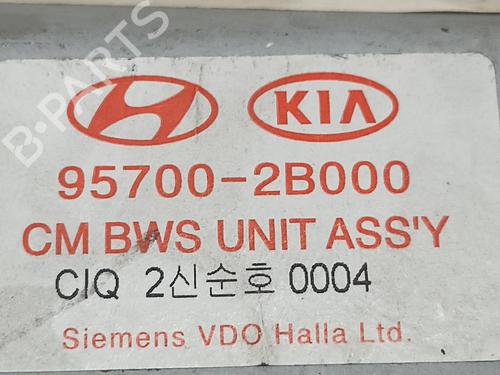 B-PARTS
KIA
95700-2B000
CM BWS UNIT ASS'Y
CIQ 2신순호 0004
Siemens VDO Halla Ltd.